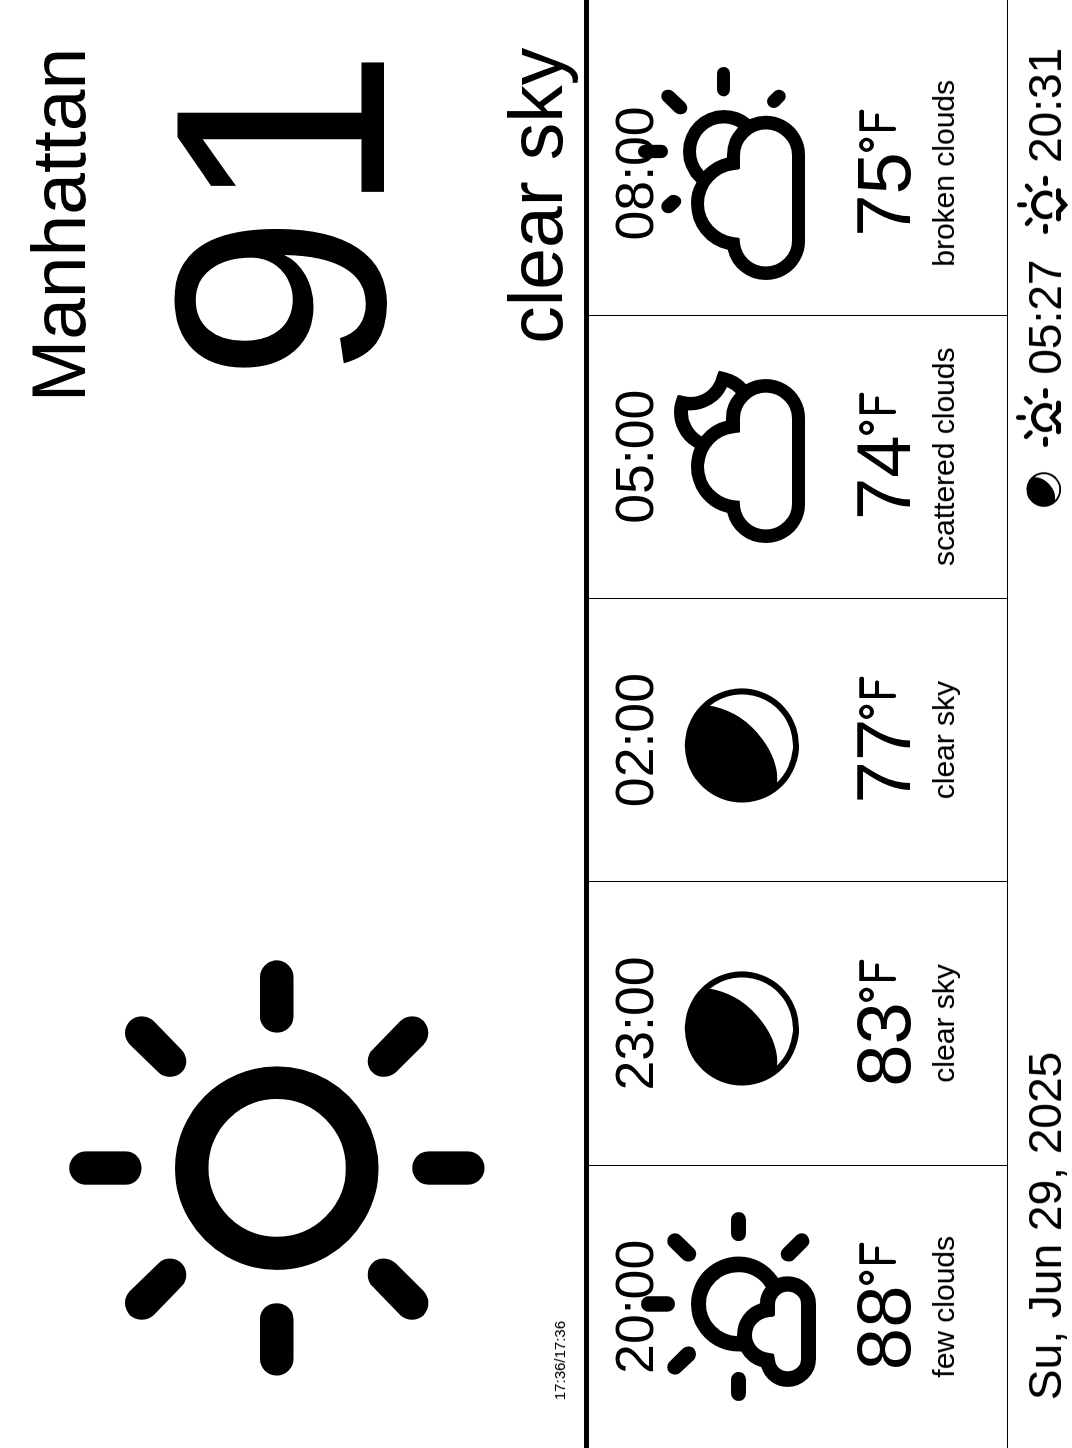 Manhattan
91
clear sky
17:36/17:36
20:00
88°F
few clouds
23:00
83°F
clear sky
02:00
77°F
clear sky
05:00
74°F
scattered clouds
08:00
75°F
broken clouds
Su, Jun 29, 2025
05:27 20:31